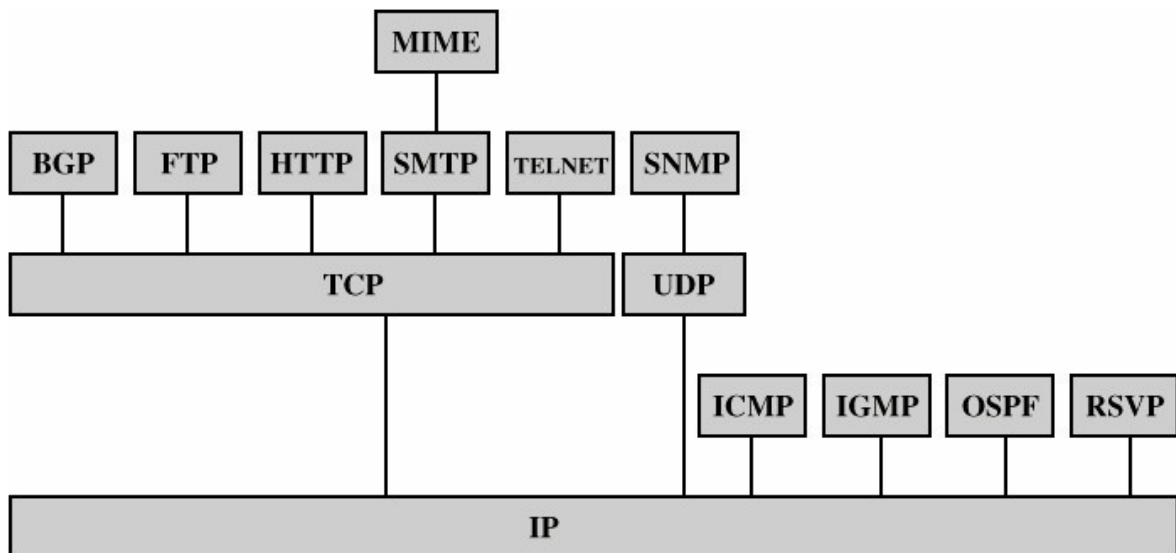 MIME
BGP FTP HTTP SMTP TELNET SNMP
TCP UDP
ICMP IGMP OSPF RSVP
IP